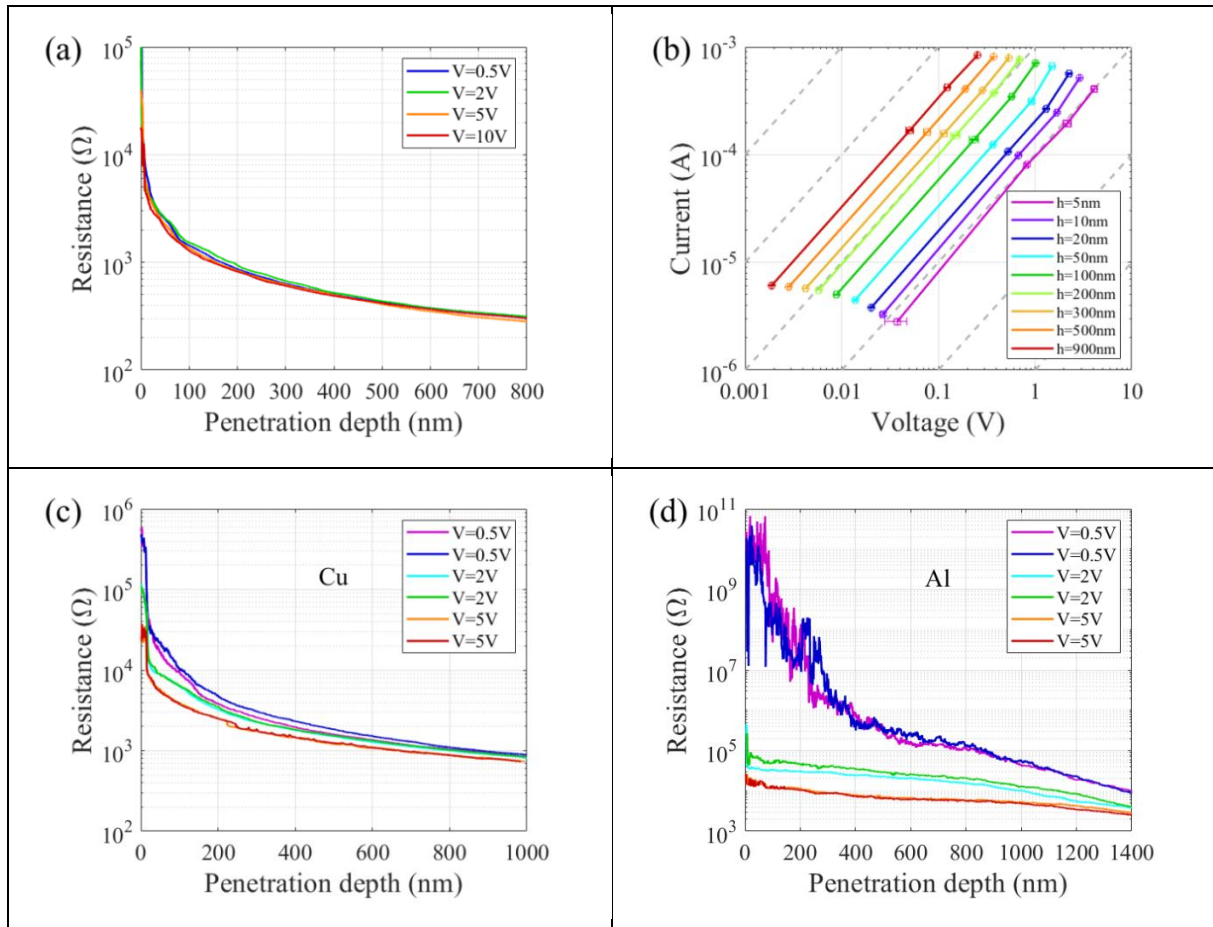 (a)
10^5
10^4
10^3
10^2
Resistance (Ω)
V=0.5V
V=2V
V=5V
V=10V
0 100 200 300 400 500 600 700 800
Penetration depth (nm)
(b)
10^-3
10^-4
10^-5
10^-6
Current (A)
h=5nm
h=10nm
h=20nm
h=50nm
h=100nm
h=200nm
h=300nm
h=500nm
h=900nm
0.001 0.01 0.1 1 10
Voltage (V)
(c)
10^6
10^5
10^4
10^3
10^2
Resistance (Ω)
Cu
V=0.5V
V=0.5V
V=2V
V=2V
V=5V
V=5V
0 200 400 600 800 1000
Penetration depth (nm)
(d)
10^11
10^9
10^7
10^5
10^3
Resistance (Ω)
Al
V=0.5V
V=0.5V
V=2V
V=2V
V=5V
V=5V
0 200 400 600 800 1000 1200 1400
Penetration depth (nm)